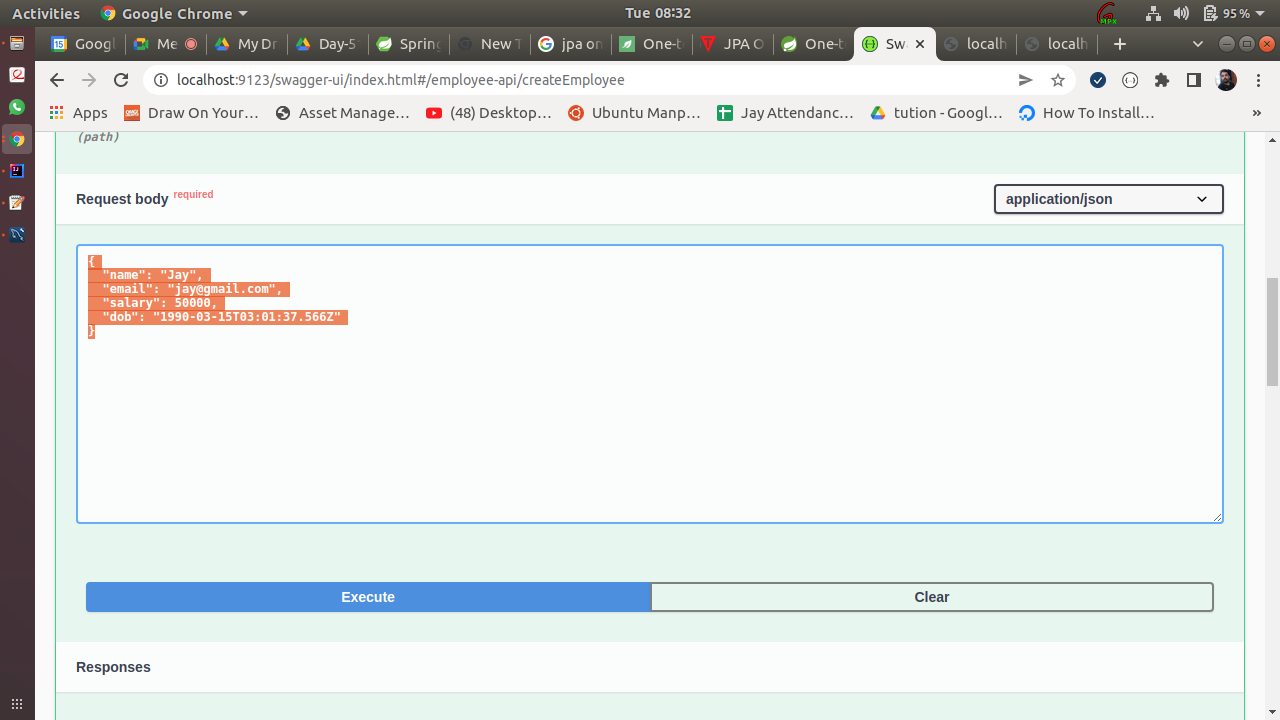 Activities Google Chrome Tue 08:32 95 %
Googl Me My Dr Day-5 Spring New T jpa on One-t JPA O One-t Sw localh localh
localhost:9123/swagger-ui/index.html#/employee-api/createEmployee
Apps Draw On Your… Asset Manage… (48) Desktop… Ubuntu Manp… Jay Attendanc… tution - Googl… How To Install… »
(path)
Request body required application/json
{
"name": "Jay",
"email": "jay@gmail.com",
"salary": 50000,
"dob": "1990-03-15T03:01:37.566Z"
}
Execute Clear
Responses